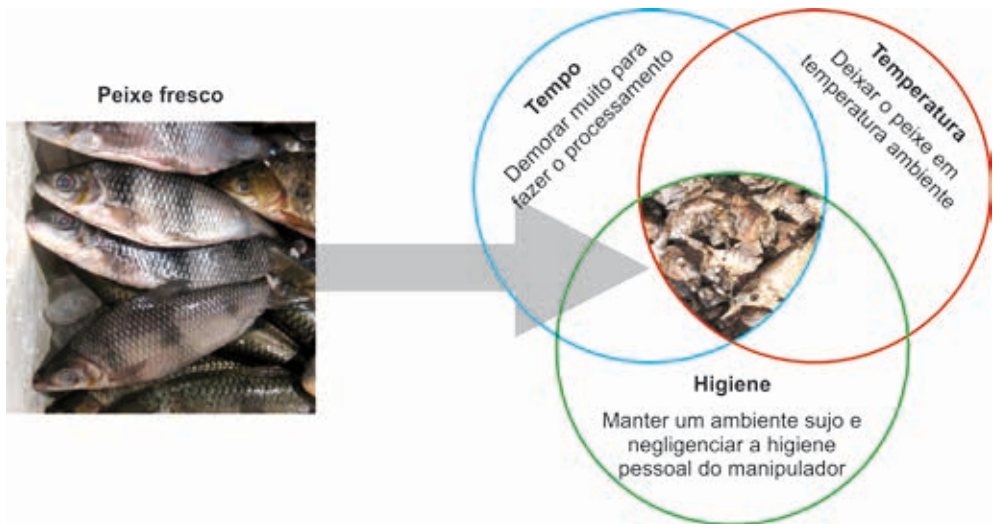 Peixe fresco
Tempo
Demorar muito para
fazer o processamento
Temperatura
Deixar o peixe em
temperatura ambiente
Higiene
Manter um ambiente sujo e
negligenciar a higiene
pessoal do manipulador